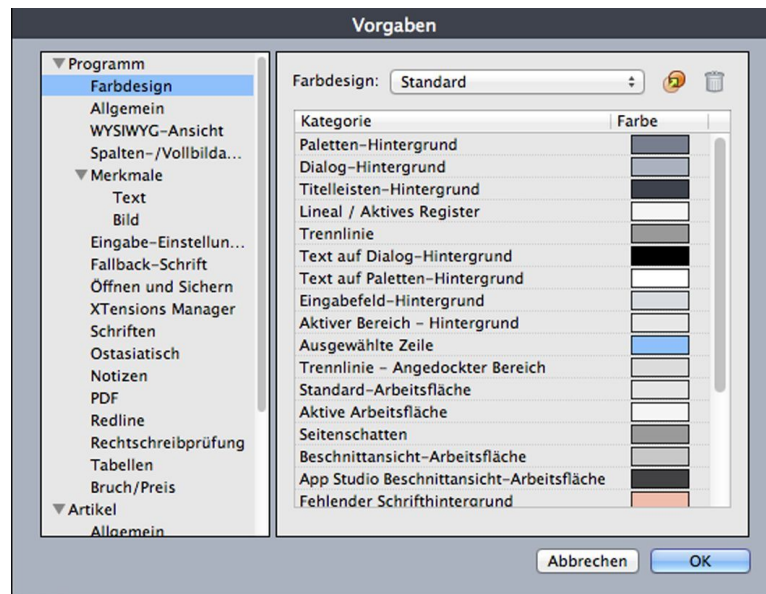 Vorgaben
Programm
Farbdesign
Allgemein
WYSIWYG-Ansicht
Spalten-/Vollbilda...
Merkmale
Text
Bild
Eingabe-Einstellun...
Fallback-Schrift
Öffnen und Sichern
XTensions Manager
Schriften
Ostasiatisch
Notizen
PDF
Redline
Rechtschreibprüfung
Tabellen
Bruch/Preis
Artikel
Allgemein
Farbdesign: Standard
Kategorie Farbe
Paletten-Hintergrund
Dialog-Hintergrund
Titelleisten-Hintergrund
Lineal / Aktives Register
Trennlinie
Text auf Dialog-Hintergrund
Text auf Paletten-Hintergrund
Eingabefeld-Hintergrund
Aktiver Bereich - Hintergrund
Ausgewählte Zeile
Trennlinie - Angedockter Bereich
Standard-Arbeitsfläche
Aktive Arbeitsfläche
Seitenschatten
Beschnittansicht-Arbeitsfläche
App Studio Beschnittansicht-Arbeitsfläche
Fehlender Schrifthintergrund
Abbrechen OK